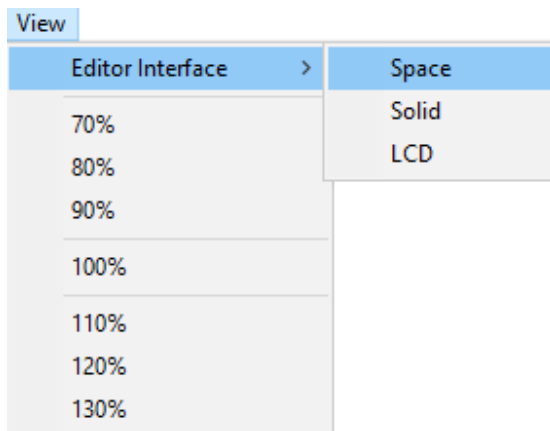 View
Editor Interface > Space
Solid
70%
LCD
80%
90%
100%
110%
120%
130%